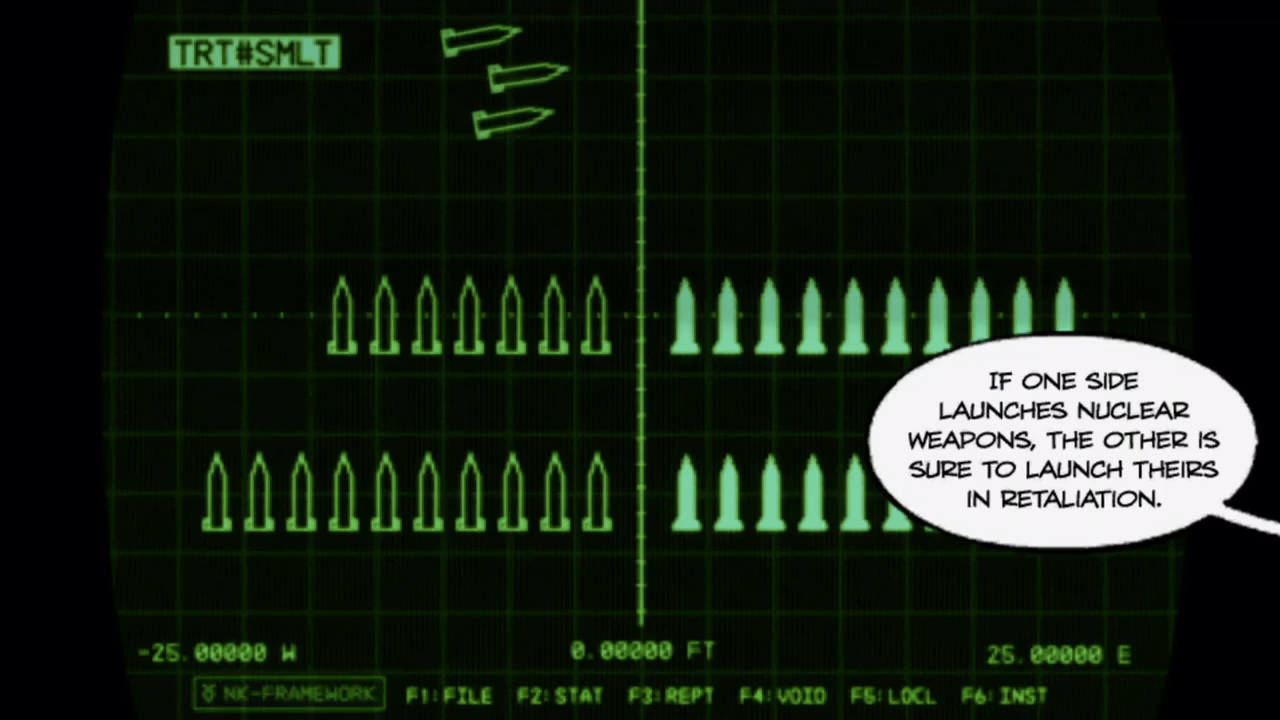 TRT#SMLT
IF ONE SIDE
LAUNCHES NUCLEAR
WEAPONS, THE OTHER IS
SURE TO LAUNCH THEIRS
IN RETALIATION.
-25.00000 W 0.00000 FT 25.00000 E
NK-FRAMEWORK F1:FILE F2:STAT F3:REPT F4:VOID F5:LOCL F6:INST